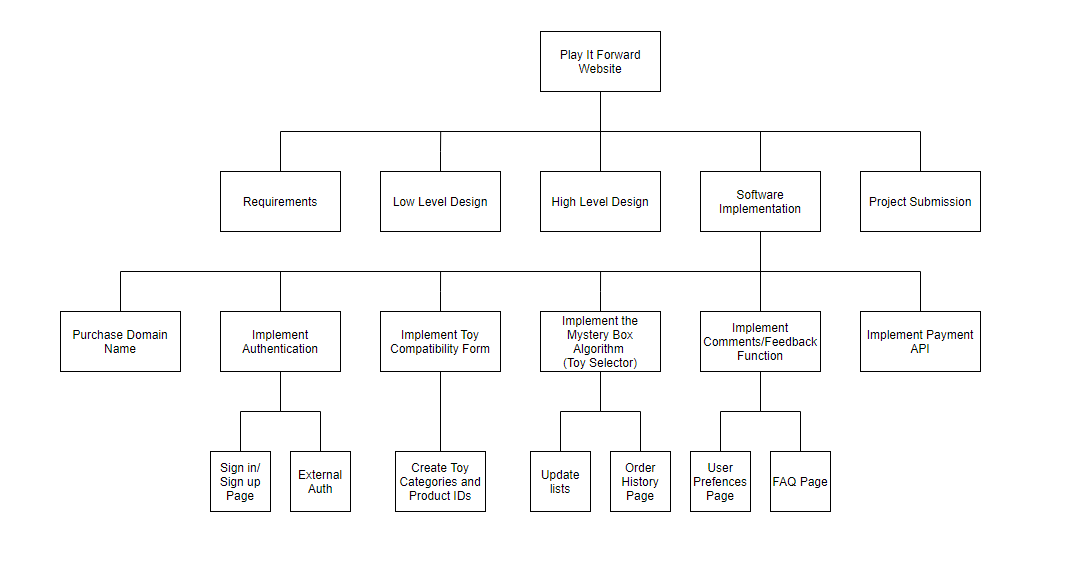 Play It Forward
Website
Requirements
Low Level Design
High Level Design
Software
Implementation
Project Submission
Purchase Domain
Name
Implement
Authentication
Implement Toy
Compatibility Form
Implement the
Mystery Box
Algorithm
(Toy Selector)
Implement
Comments/Feedback
Function
Implement Payment
API
Sign in/
Sign up
Page
External
Auth
Create Toy
Categories and
Product IDs
Update
lists
Order
History
Page
User
Prefences
Page
FAQ Page